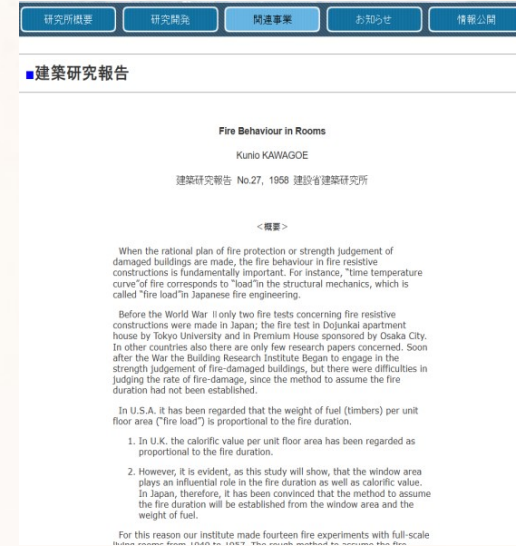 研究所概要 研究開発 関連事業 お知らせ 情報公開
■建築研究報告
Fire Behaviour in Rooms
Kunio KAWAGOE
建築研究報告 No.27, 1958 建設省建築研究所
<概要>
When the rational plan of fire protection or strength judgement of
damaged buildings are made, the fire behaviour in fire resistive
constructions is fundamentally important. For instance, "time temperature
curve"of fire corresponds to "load"in the structural mechanics, which is
called "fire load"in Japanese fire engineering.
Before the World War Ⅱonly two fire tests concerning fire resistive
constructions were made in Japan; the fire test in Dojunkai apartment
house by Tokyo University and in Premium House sponsored by Osaka City.
In other countries also there are only few research papers concerned. Soon
after the War the Building Research Institute Began to engage in the
strength judgement of fire-damaged buildings, but there were difficulties in
judging the rate of fire-damage, since the method to assume the fire
duration had not been established.
In U.S.A. it has been regarded that the weight of fuel (timbers) per unit
floor area ("fire load") is proportional to the fire duration.
1. In U.K. the calorific value per unit floor area has been regarded as
proportional to the fire duration.
2. However, it is evident, as this study will show, that the window area
plays an influential role in the fire duration as well as calorific value.
In Japan, therefore, it has been convinced that the method to assume
the fire duration will be established from the window area and the
weight of fuel.
For this reason our institute made fourteen fire experiments with full-scale
living rooms from 1949 to 1957. The rough method to assume the fire